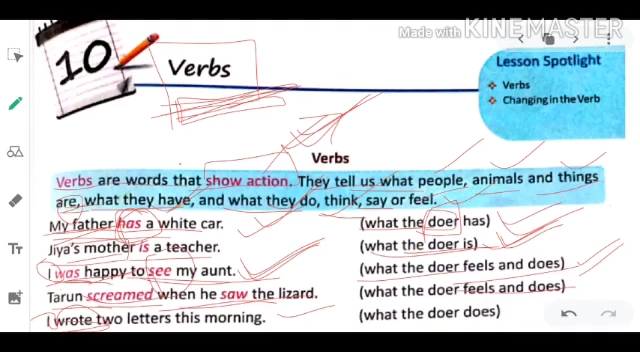 Made with KINEMASTER
10
Verbs
Lesson Spotlight
❖ Verbs
❖ Changing in the Verb
Verbs
Verbs are words that show action. They tell us what people, animals and things
are, what they have, and what they do, think, say or feel.
My father has a white car. (what the doer has)
Jiya's mother is a teacher. (what the doer is)
I was happy to see my aunt. (what the doer feels and does)
Tarun screamed when he saw the lizard. (what the doer feels and does)
I wrote two letters this morning. (what the doer does)
TT